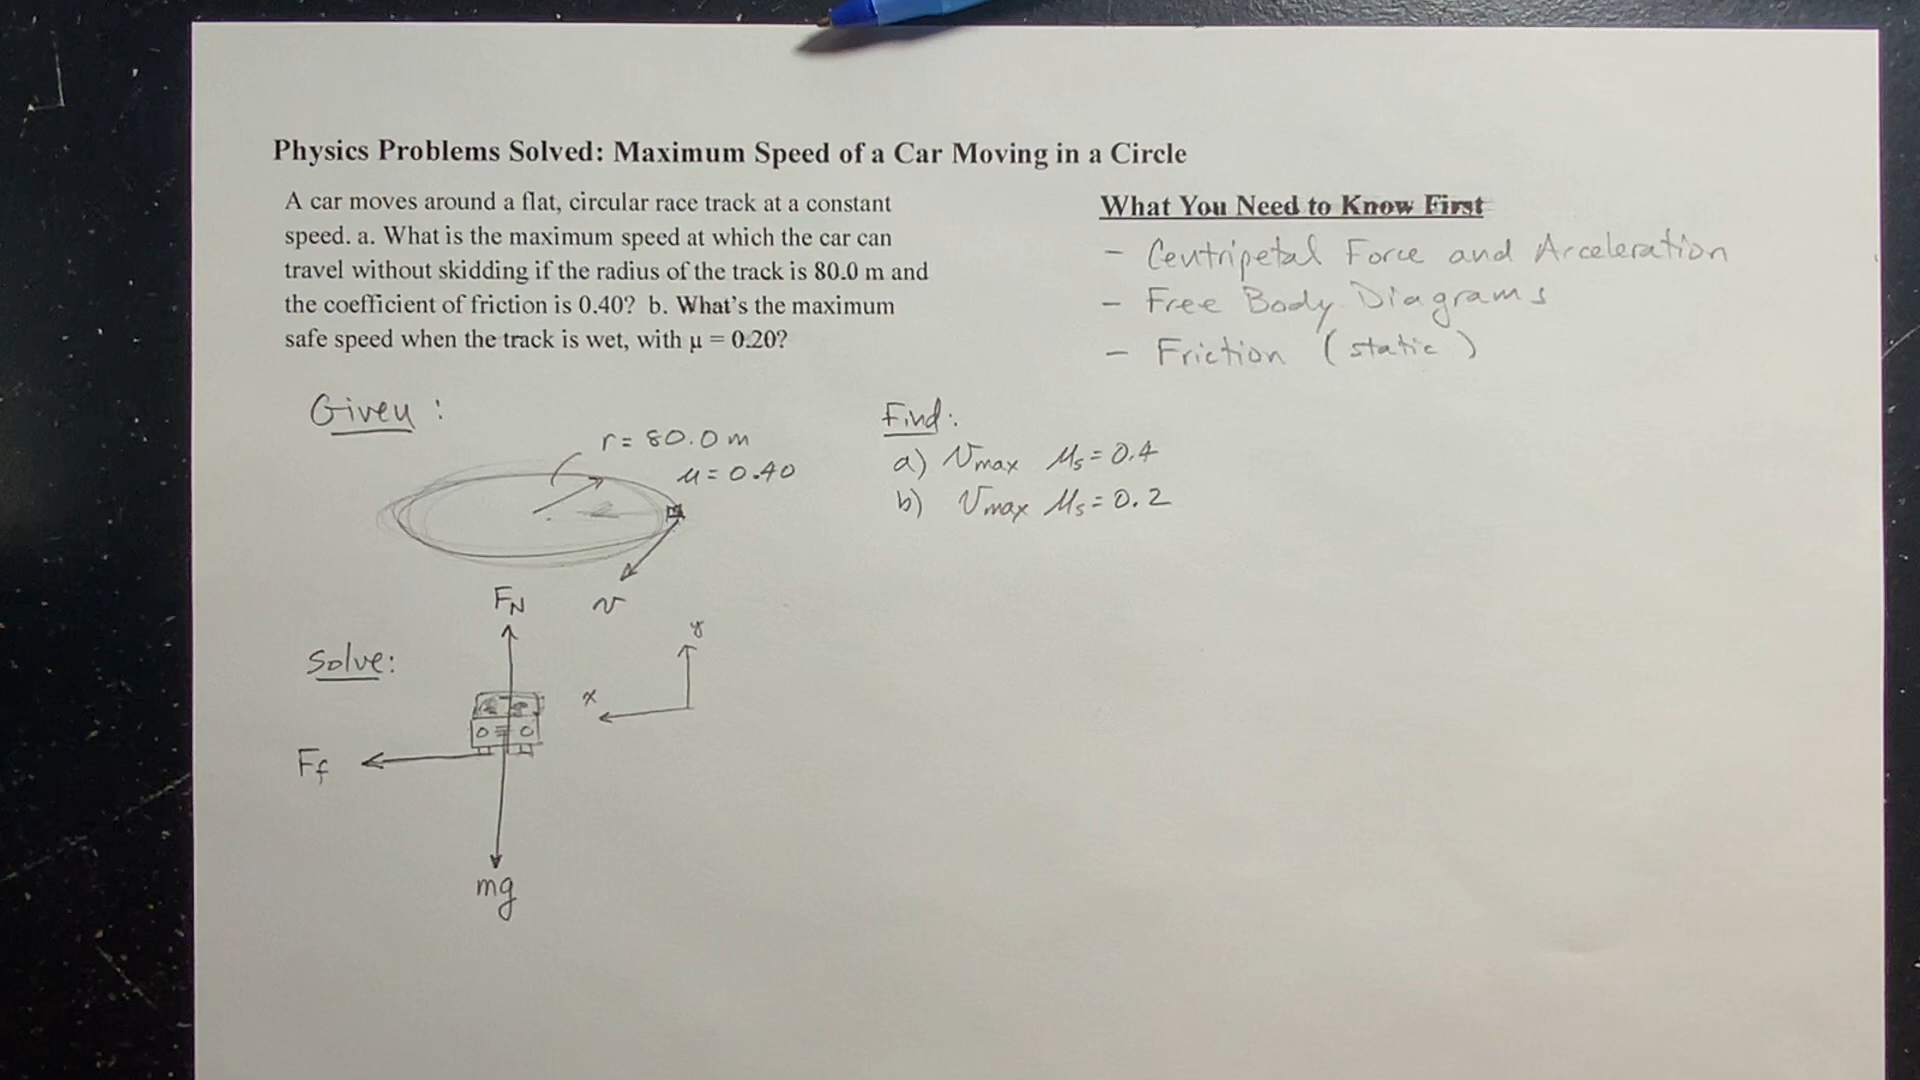 Physics Problems Solved: Maximum Speed of a Car Moving in a Circle
A car moves around a flat, circular race track at a constant
speed. a. What is the maximum speed at which the car can
travel without skidding if the radius of the track is 80.0 m and
the coefficient of friction is 0.40? b. What's the maximum
safe speed when the track is wet, with μ = 0.20?
What You Need to Know First
- Centripetal Force and Acceleration
- Free Body Diagrams
- Friction (static)
Given:
r = 80.0 m
μ = 0.40
v
Find:
a) vmax μs = 0.4
b) vmax μs = 0.2
Solve:
FN
Ff
mg
y
x